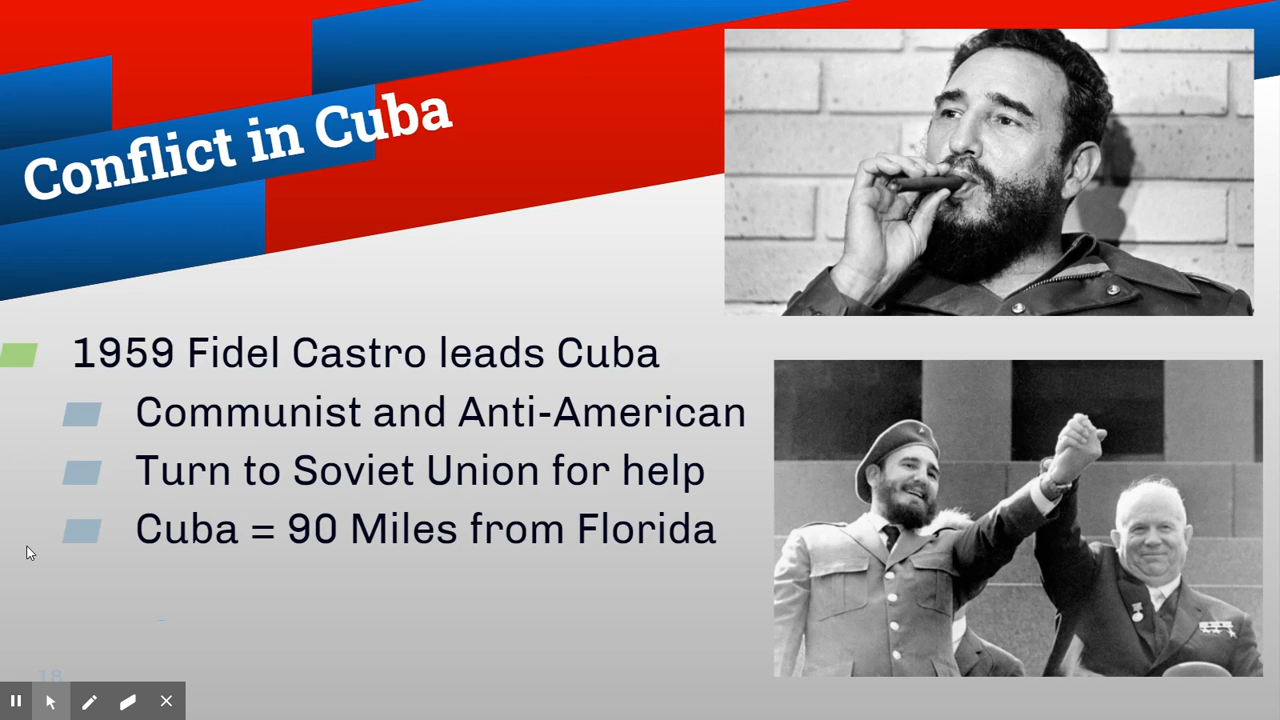 Conflict in Cuba
1959 Fidel Castro leads Cuba
Communist and Anti-American
Turn to Soviet Union for help
Cuba = 90 Miles from Florida
18